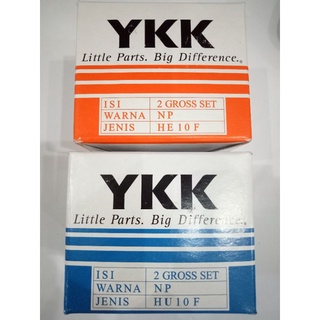 YKK
Little Parts. Big Difference.®
ISI 2 GROSS SET
WARNA NP
JENIS HE 10 F
YKK
Little Parts. Big Difference.®
ISI 2 GROSS SET
WARNA NP
JENIS HU 10 F